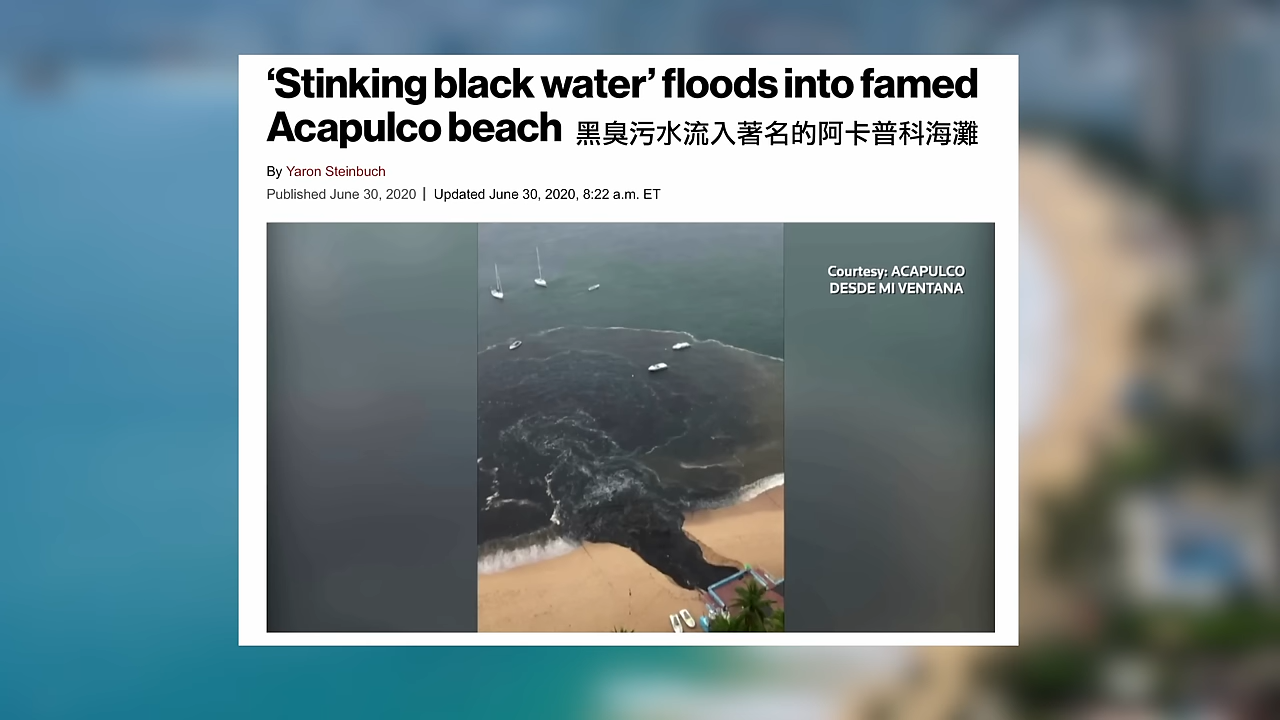 ‘Stinking black water’ floods into famed
Acapulco beach 黑臭污水流入著名的阿卡普科海灘
By Yaron Steinbuch
Published June 30, 2020 | Updated June 30, 2020, 8:22 a.m. ET
Courtesy: ACAPULCO
DESDE MI VENTANA